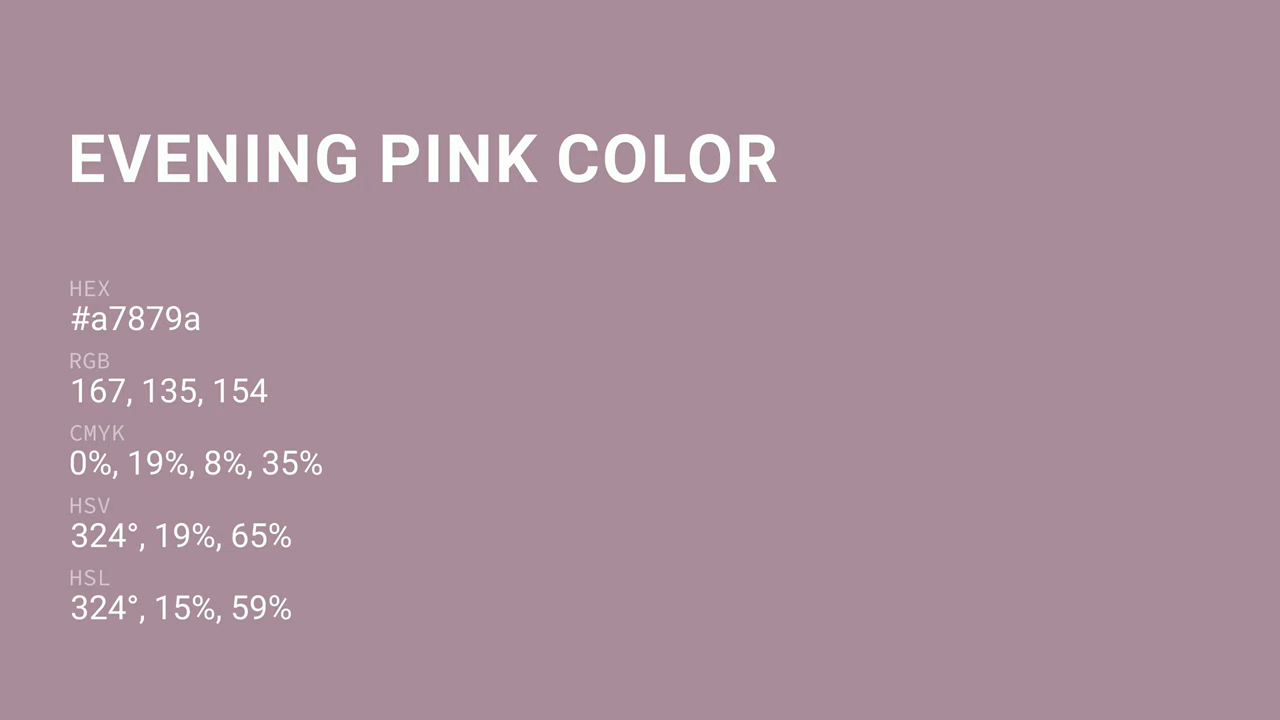 EVENING PINK COLOR
HEX
#a7879a
RGB
167, 135, 154
CMYK
0%, 19%, 8%, 35%
HSV
324°, 19%, 65%
HSL
324°, 15%, 59%